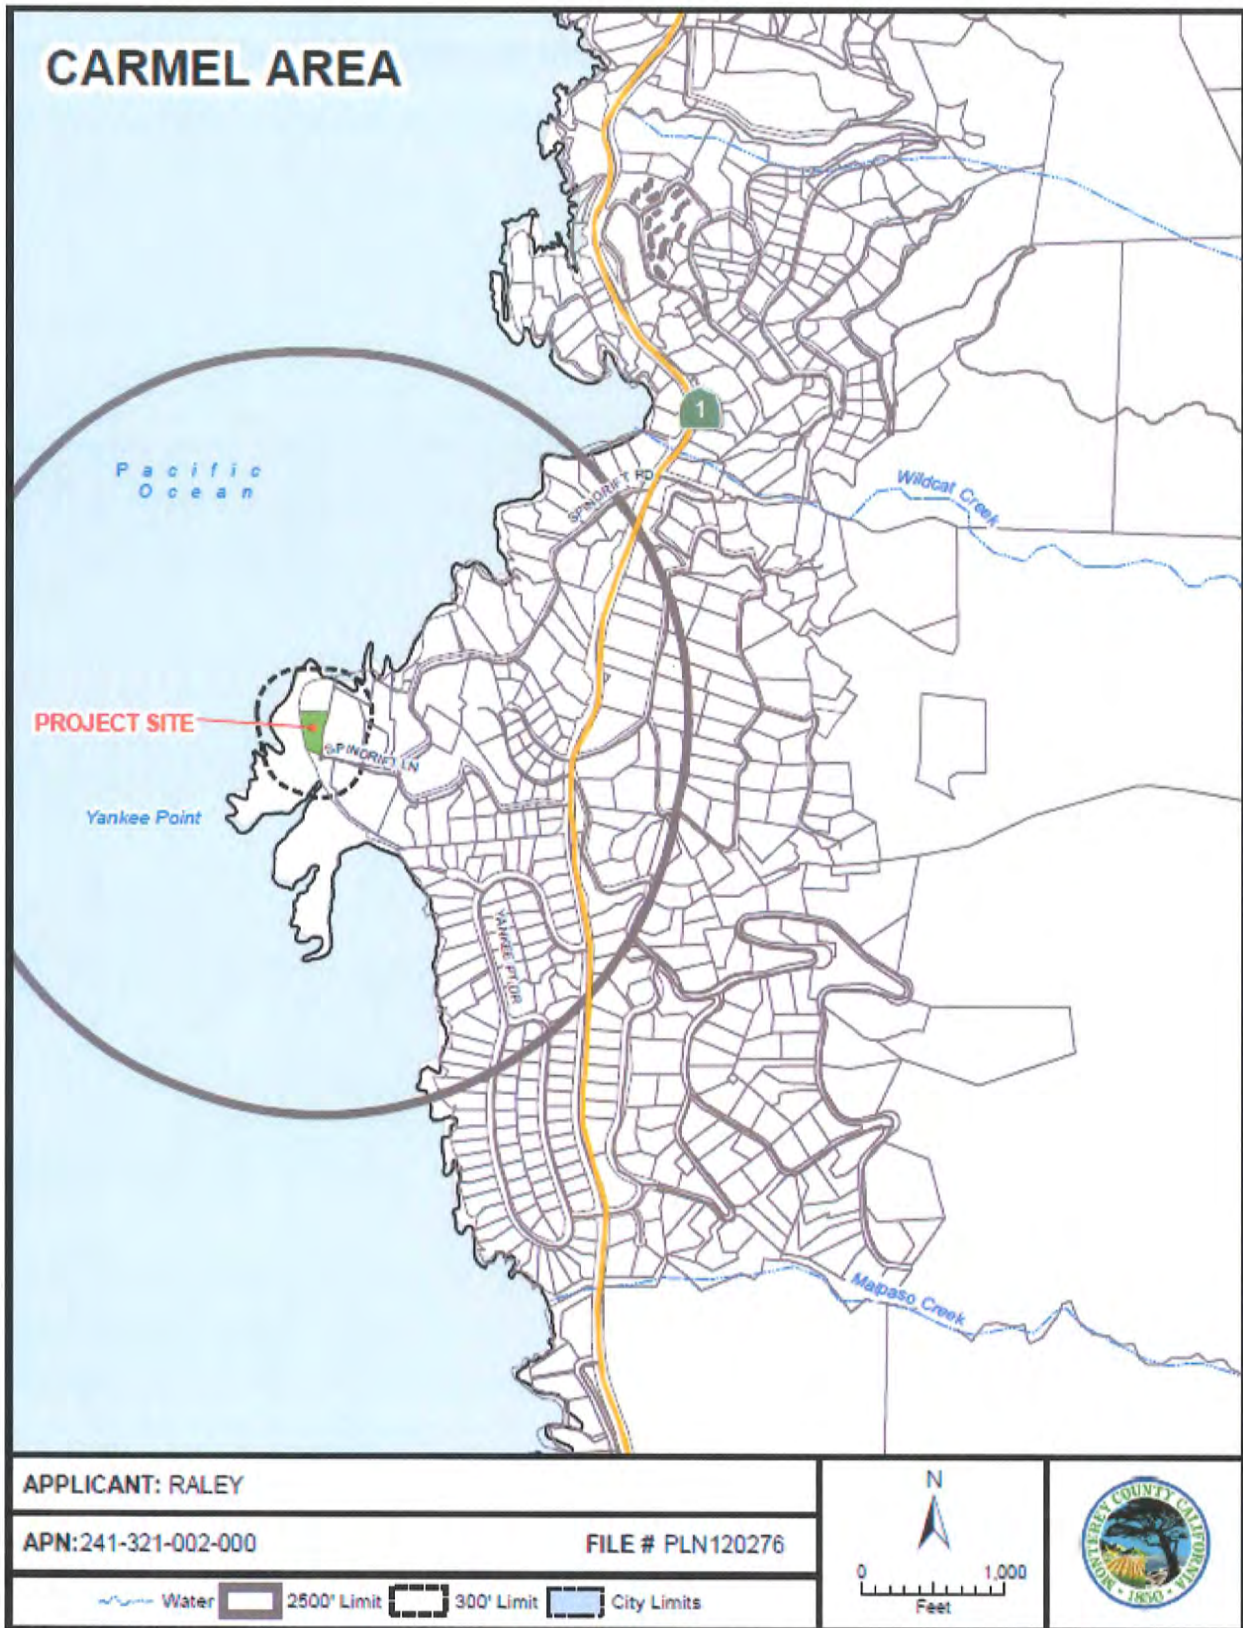 CARMEL AREA
1
Pacific
Ocean
SPINDRIFT RD
Wildcat Creek
PROJECT SITE
SPINDRIFT LN
Yankee Point
YANKEE PT DR
Malpaso Creek
APPLICANT: RALEY
APN:241-321-002-000
FILE # PLN120276
Water
2500' Limit
300' Limit
City Limits
N
0
1,000
Feet
MONTEREY COUNTY CALIFORNIA
• 1850 •